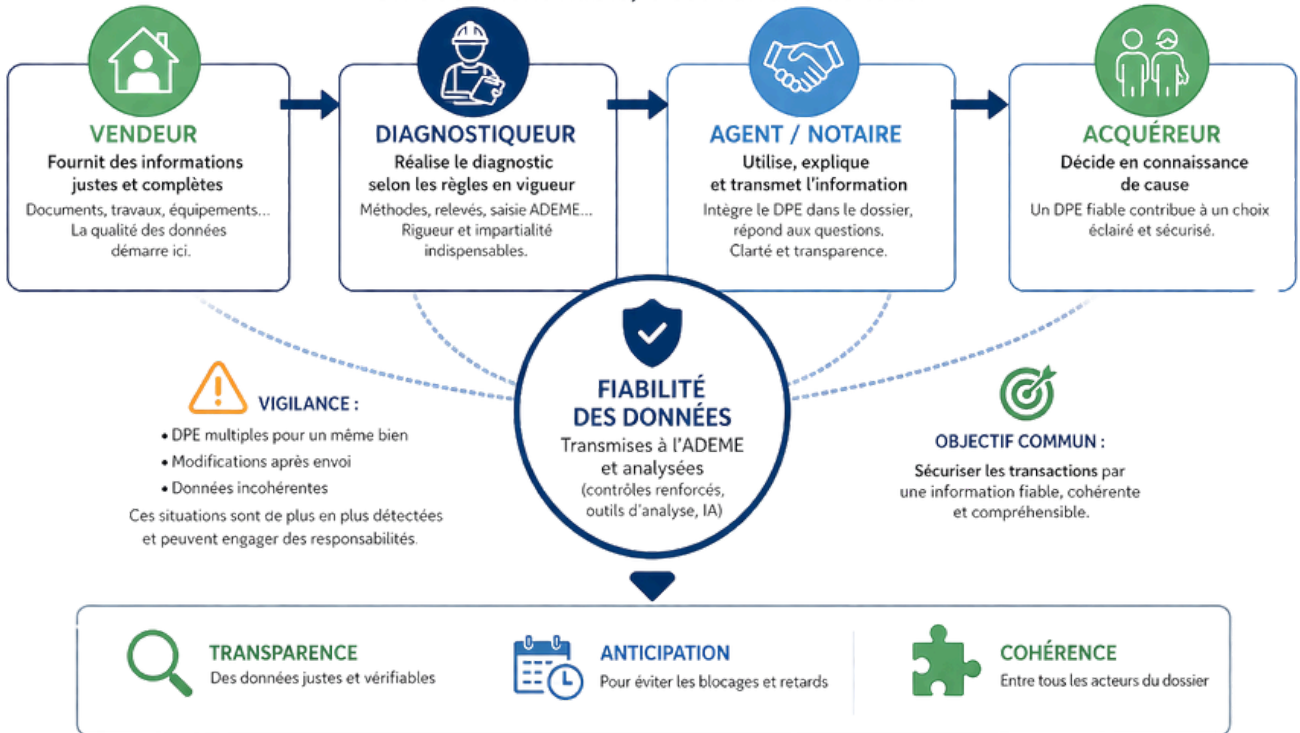 VENDEUR
Fournit des informations
justes et complètes
Documents, travaux, équipements...
La qualité des données
démarre ici.
DIAGNOSTIQUEUR
Réalise le diagnostic
selon les règles en vigueur
Méthodes, relevés, saisie ADEME...
Rigueur et impartialité
indispensables.
AGENT / NOTAIRE
Utilise, explique
et transmet l'information
Intègre le DPE dans le dossier,
répond aux questions.
Clarté et transparence.
ACQUÉREUR
Décide en connaissance
de cause
Un DPE fiable contribue à un choix
éclairé et sécurisé.
FIABILITÉ
DES DONNÉES
Transmises à l'ADEME
et analysées
(contrôles renforcés,
outils d'analyse, IA)
VIGILANCE :
• DPE multiples pour un même bien
• Modifications après envoi
• Données incohérentes
Ces situations sont de plus en plus détectées
et peuvent engager des responsabilités.
OBJECTIF COMMUN :
Sécuriser les transactions par
une information fiable, cohérente
et compréhensible.
TRANSPARENCE
Des données justes et vérifiables
ANTICIPATION
Pour éviter les blocages et retards
COHÉRENCE
Entre tous les acteurs du dossier